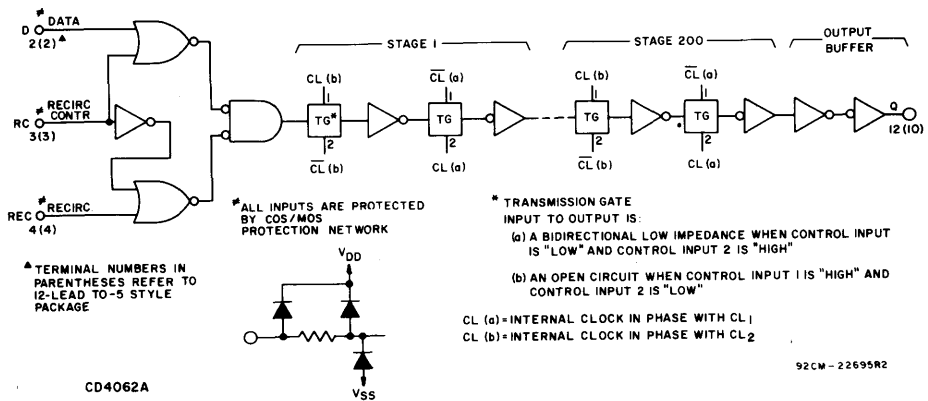 ≠
D DATA
2(2) ▲
≠
RECIRC
CONTR
RC
3(3)
≠
REC RECIRC
4(4)
STAGE 1
CL (b)
1
TG*
2
C̅L̅ (b)
C̅L̅ (a)
1
TG
2
CL (a)
STAGE 200
CL (b)
1
TG
2
C̅L̅ (b)
C̅L̅ (a)
1
TG
2
CL (a)
OUTPUT
BUFFER
Q
12(10)
≠ALL INPUTS ARE PROTECTED
BY COS/MOS
PROTECTION NETWORK
VDD
VSS
▲ TERMINAL NUMBERS IN
PARENTHESES REFER TO
12-LEAD TO-5 STYLE
PACKAGE
* TRANSMISSION GATE
INPUT TO OUTPUT IS:
(a) A BIDIRECTIONAL LOW IMPEDANCE WHEN CONTROL INPUT
IS "LOW" AND CONTROL INPUT 2 IS "HIGH"
(b) AN OPEN CIRCUIT WHEN CONTROL INPUT 1 IS "HIGH" AND
CONTROL INPUT 2 IS "LOW"
CL (a) = INTERNAL CLOCK IN PHASE WITH CL1
CL (b) = INTERNAL CLOCK IN PHASE WITH CL2
92CM-22695R2
CD4062A